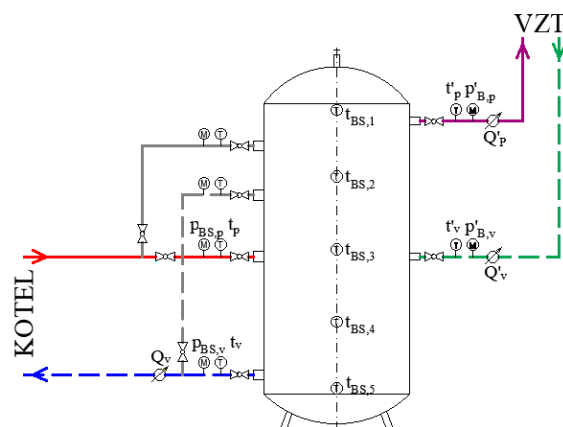 VZT
t'p p'B,p
T M
Q'p
tBS,1
T
M T
tBS,2
T
M T
pBS,p tp
M T
tBS,3
T
t'v p'B,v
T M
Q'v
KOTEL
tBS,4
T
pBS,v tv
Qv
M T
tBS,5
T